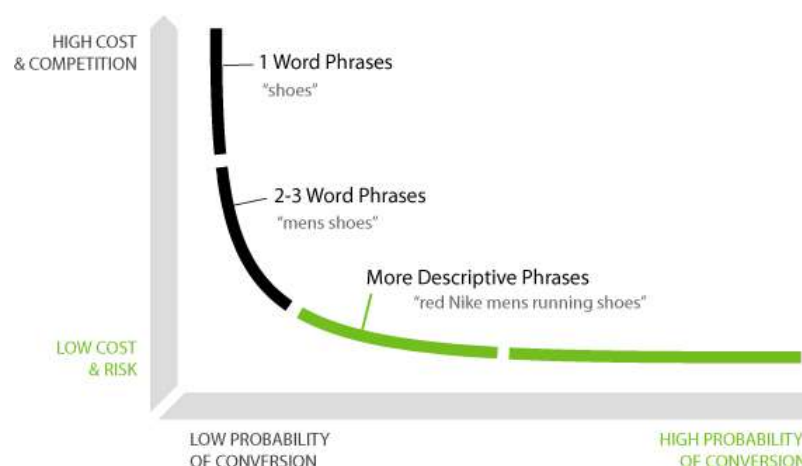 HIGH COST
& COMPETITION
1 Word Phrases
"shoes"
2-3 Word Phrases
"mens shoes"
More Descriptive Phrases
"red Nike mens running shoes"
LOW COST
& RISK
LOW PROBABILITY
OF CONVERSION
HIGH PROBABILITY
OF CONVERSION